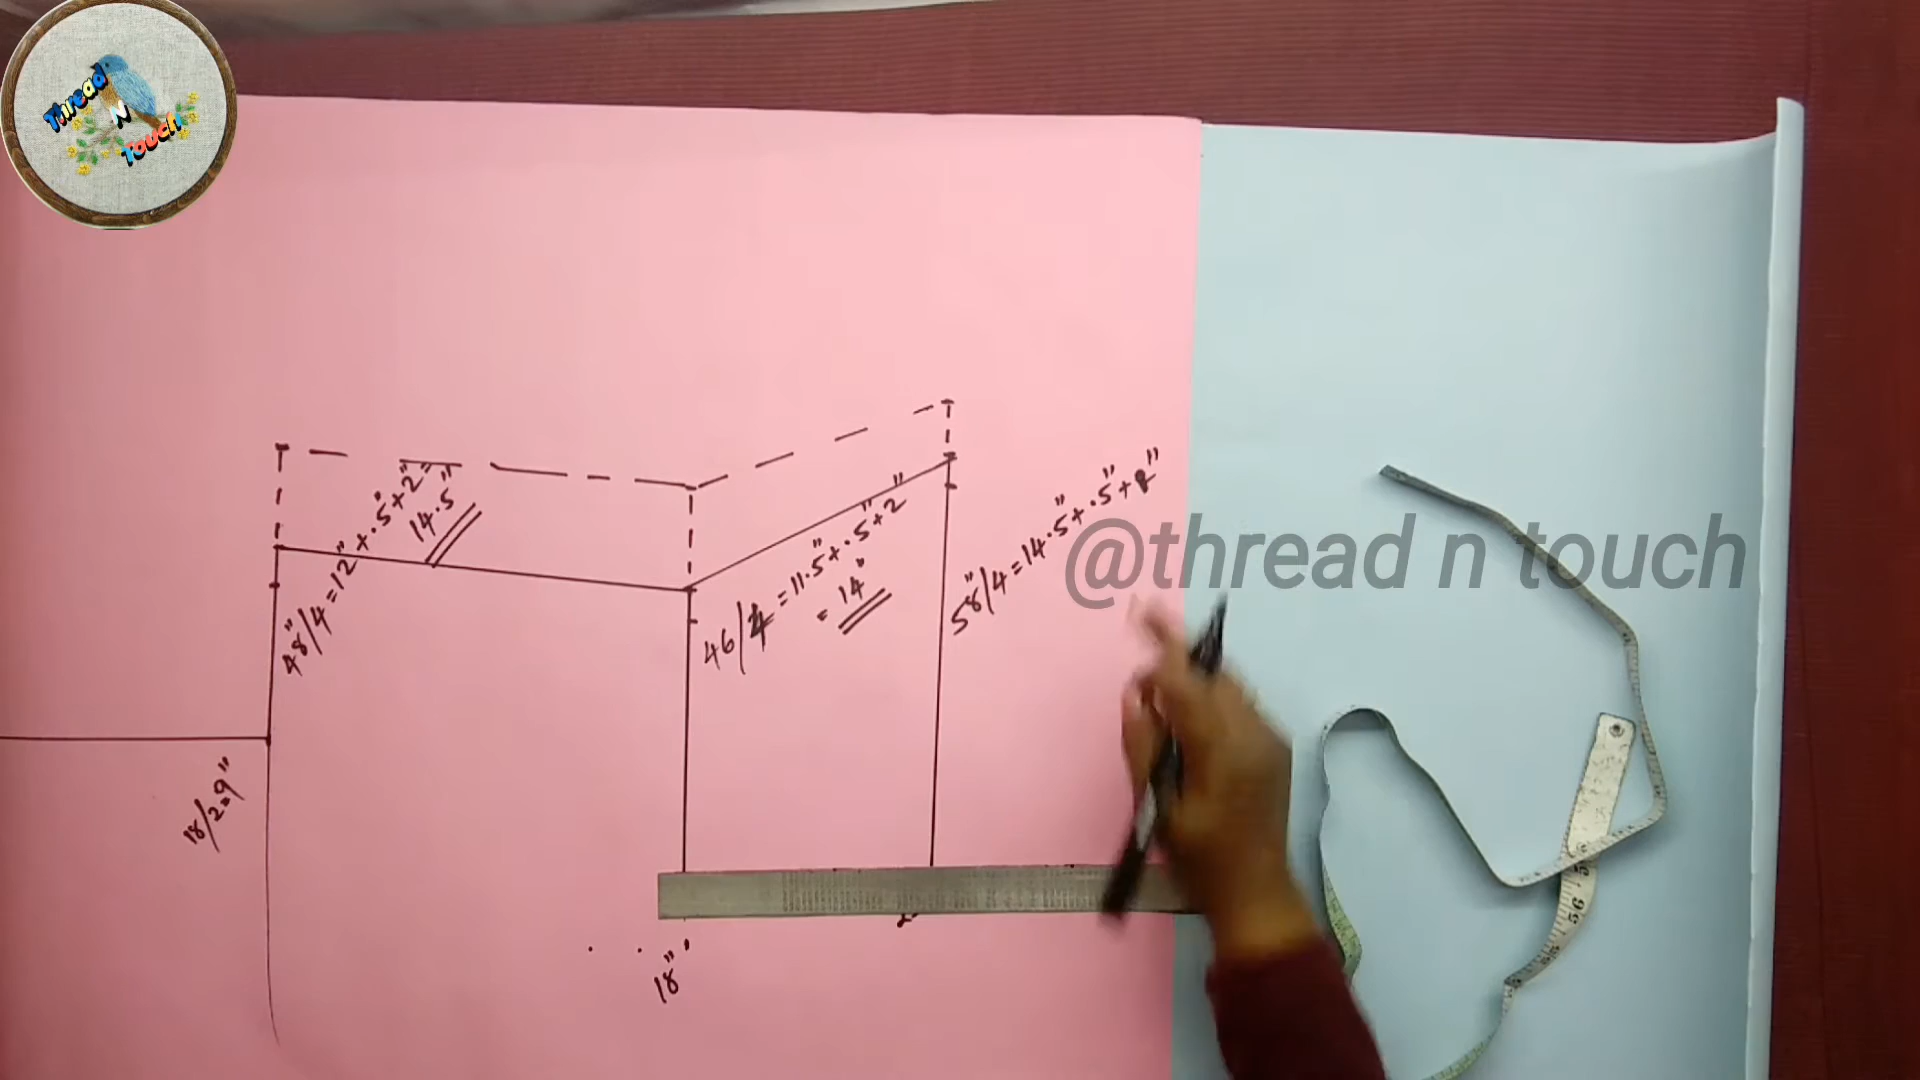 Thread
N
Touch
48"/4=12"+.5"+2"=
14.5"
46/4=11.5"+.5"+2"
=14"
58"/4=14.5"+.5"+2"
@thread n touch
18/2=9"
18"